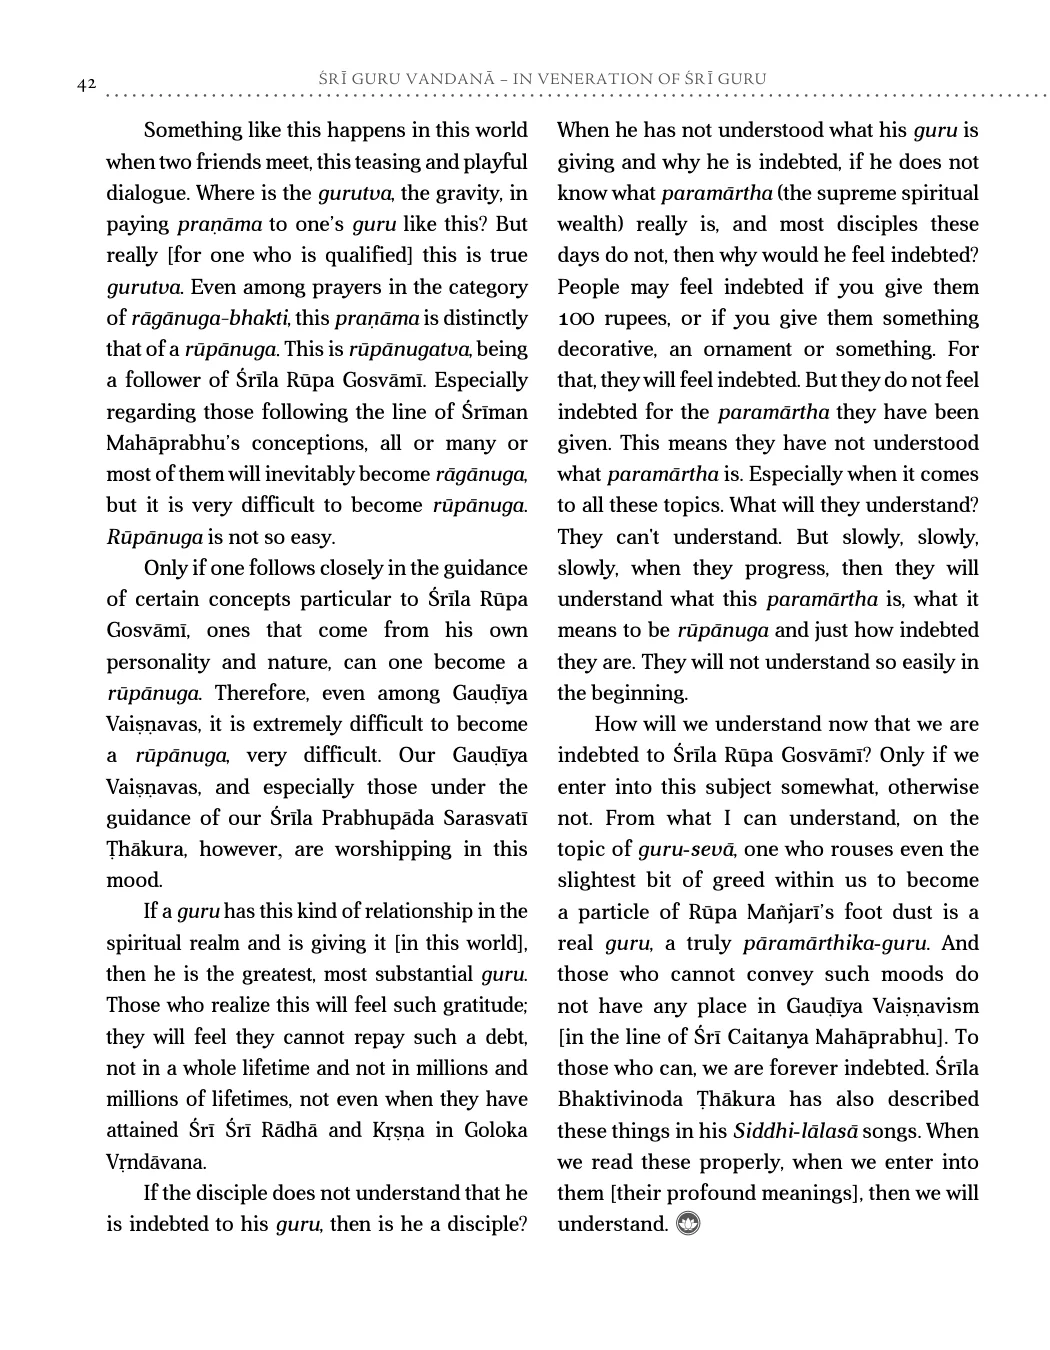 42
ŚRĪ GURU VANDANĀ – IN VENERATION OF ŚRĪ GURU
Something like this happens in this world
when two friends meet, this teasing and playful
dialogue. Where is the gurutva, the gravity, in
paying praṇāma to one’s guru like this? But
really [for one who is qualified] this is true
gurutva. Even among prayers in the category
of rāgānuga-bhakti, this praṇāma is distinctly
that of a rūpānuga. This is rūpānugatva, being
a follower of Śrīla Rūpa Gosvāmī. Especially
regarding those following the line of Śrīman
Mahāprabhu’s conceptions, all or many or
most of them will inevitably become rāgānuga,
but it is very difficult to become rūpānuga.
Rūpānuga is not so easy.
Only if one follows closely in the guidance
of certain concepts particular to Śrīla Rūpa
Gosvāmī, ones that come from his own
personality and nature, can one become a
rūpānuga. Therefore, even among Gauḍīya
Vaiṣṇavas, it is extremely difficult to become
a rūpānuga, very difficult. Our Gauḍīya
Vaiṣṇavas, and especially those under the
guidance of our Śrīla Prabhupāda Sarasvatī
Ṭhākura, however, are worshipping in this
mood.
If a guru has this kind of relationship in the
spiritual realm and is giving it [in this world],
then he is the greatest, most substantial guru.
Those who realize this will feel such gratitude;
they will feel they cannot repay such a debt,
not in a whole lifetime and not in millions and
millions of lifetimes, not even when they have
attained Śrī Śrī Rādhā and Kṛṣṇa in Goloka
Vṛndāvana.
If the disciple does not understand that he
is indebted to his guru, then is he a disciple?
When he has not understood what his guru is
giving and why he is indebted, if he does not
know what paramārtha (the supreme spiritual
wealth) really is, and most disciples these
days do not, then why would he feel indebted?
People may feel indebted if you give them
100 rupees, or if you give them something
decorative, an ornament or something. For
that, they will feel indebted. But they do not feel
indebted for the paramārtha they have been
given. This means they have not understood
what paramārtha is. Especially when it comes
to all these topics. What will they understand?
They can't understand. But slowly, slowly,
slowly, when they progress, then they will
understand what this paramārtha is, what it
means to be rūpānuga and just how indebted
they are. They will not understand so easily in
the beginning.
How will we understand now that we are
indebted to Śrīla Rūpa Gosvāmī? Only if we
enter into this subject somewhat, otherwise
not. From what I can understand, on the
topic of guru-sevā, one who rouses even the
slightest bit of greed within us to become
a particle of Rūpa Mañjarī’s foot dust is a
real guru, a truly pāramārthika-guru. And
those who cannot convey such moods do
not have any place in Gauḍīya Vaiṣṇavism
[in the line of Śrī Caitanya Mahāprabhu]. To
those who can, we are forever indebted. Śrīla
Bhaktivinoda Ṭhākura has also described
these things in his Siddhi-lālasā songs. When
we read these properly, when we enter into
them [their profound meanings], then we will
understand.